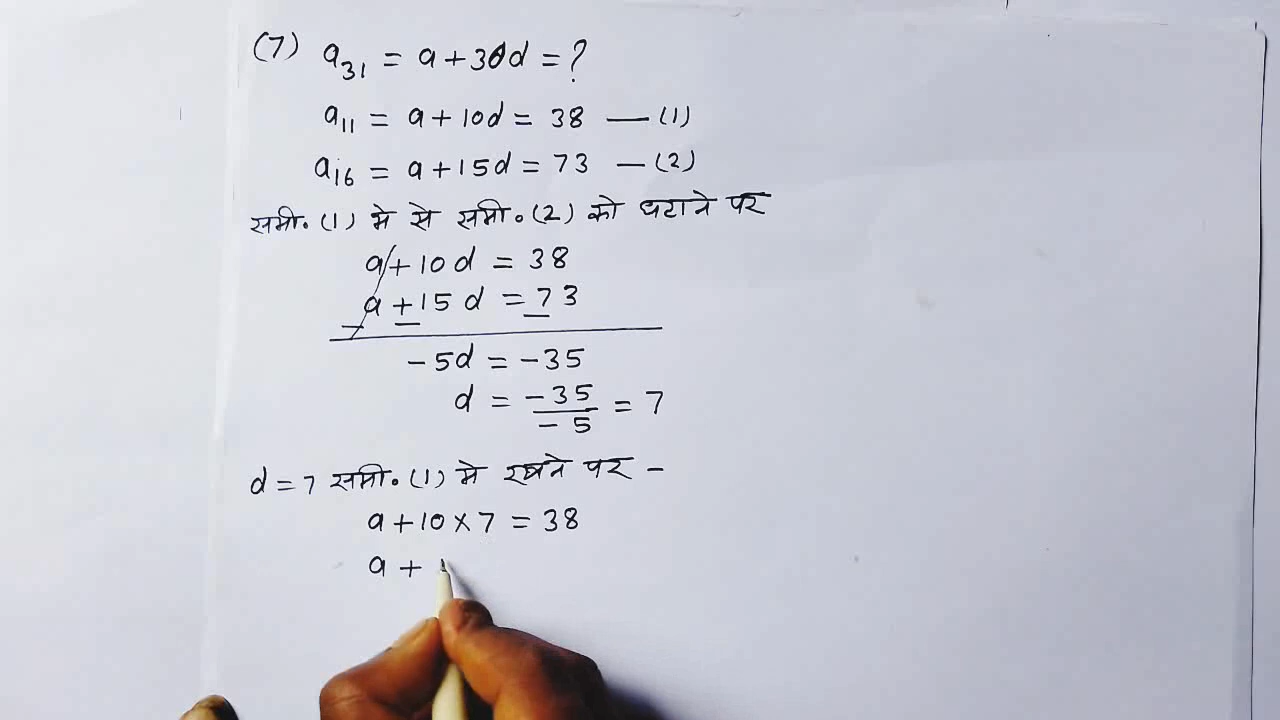 (7) a₃₁ = a + 30d = ?
a₁₁ = a + 10d = 38 — (1)
a₁₆ = a + 15d = 73 — (2)
समी. (1) मे से समी. (2) को घटाने पर
a + 10d = 38
a + 15d = 73
− − −
-5d = -35
d = -35/-5 = 7
d = 7 समी. (1) मे रखने पर -
a + 10 × 7 = 38
a +